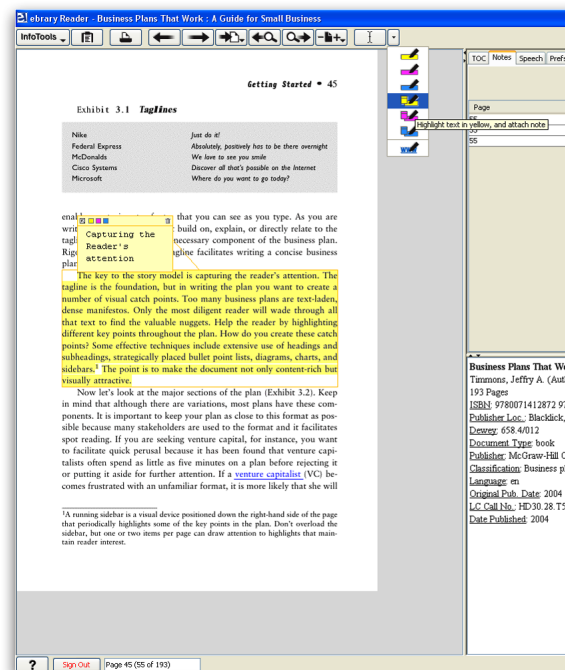 ebrary Reader - Business Plans That Work : A Guide for Small Business
InfoTools
TOC Notes Speech Prefs
Page
Highlight text in yellow, and attach note
55
www
Getting Started • 45
Exhibit 3.1 Taglines
Nike Just do it!
Federal Express Absolutely, positively has to be there overnight
McDonalds We love to see you smile
Cisco Systems Discover all that's possible on the Internet
Microsoft Where do you want to go today?
that you can see as you type. As you are
build on, explain, or directly relate to the
necessary component of the business plan.
tagline facilitates writing a concise business
plan
Capturing the
Reader's
attention
The key to the story model is capturing the reader's attention. The
tagline is the foundation, but in writing the plan you want to create a
number of visual catch points. Too many business plans are text-laden,
dense manifestos. Only the most diligent reader will wade through all
that text to find the valuable nuggets. Help the reader by highlighting
different key points throughout the plan. How do you create these catch
points? Some effective techniques include extensive use of headings and
subheadings, strategically placed bullet point lists, diagrams, charts, and
sidebars.¹ The point is to make the document not only content-rich but
visually attractive.
Now let's look at the major sections of the plan (Exhibit 3.2). Keep
in mind that although there are variations, most plans have these com-
ponents. It is important to keep your plan as close to this format as pos-
sible because many stakeholders are used to the format and it facilitates
spot reading. If you are seeking venture capital, for instance, you want
to facilitate quick perusal because it has been found that venture capi-
talists often spend as little as five minutes on a plan before rejecting it
or putting it aside for further attention. If a venture capitalist (VC) be-
comes frustrated with an unfamiliar format, it is more likely that she will
¹A running sidebar is a visual device positioned down the right-hand side of the page
that periodically highlights some of the key points in the plan. Don't overload the
sidebar, but one or two items per page can draw attention to highlights that main-
tain reader interest.
Business Plans That Wo
Timmons, Jeffry A. (Aut
193 Pages
ISBN: 9780071412872 97
Publisher Loc.: Blacklick,
Dewey: 658.4/012
Document Type: book
Publisher: McGraw-Hill C
Classification: Business pl
Language: en
Original Pub. Date: 2004
LC Call No.: HD30.28.T5
Date Published: 2004
? Sign Out Page 45 (55 of 193)